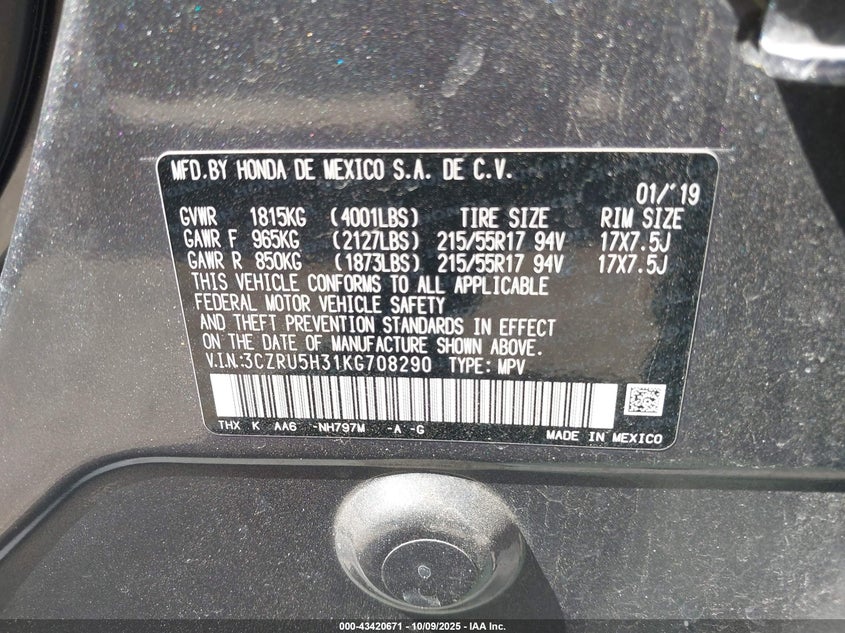 MFD.BY HONDA DE MEXICO S.A. DE C.V.
01/'19
GVWR 1815KG (4001LBS) TIRE SIZE RIM SIZE
GAWR F 965KG (2127LBS) 215/55R17 94V 17X7.5J
GAWR R 850KG (1873LBS) 215/55R17 94V 17X7.5J
THIS VEHICLE CONFORMS TO ALL APPLICABLE
FEDERAL MOTOR VEHICLE SAFETY
AND THEFT PREVENTION STANDARDS IN EFFECT
ON THE DATE OF MANUFACTURE SHOWN ABOVE.
V.I.N:3CZRU5H31KG708290 TYPE: MPV
THX K AA6 -NH797M -A -G
MADE IN MEXICO
000-43420671 - 10/09/2025 - IAA Inc.